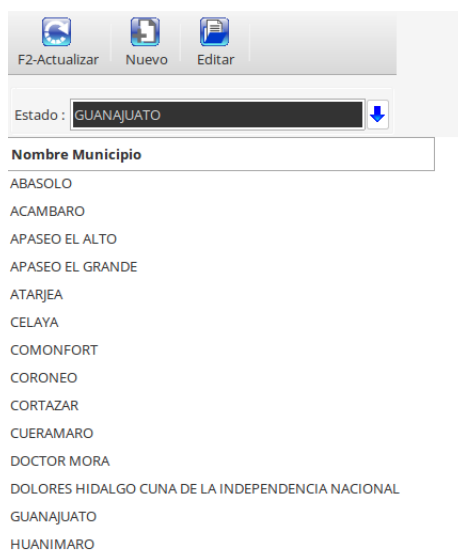 F2-Actualizar Nuevo Editar
Estado : GUANAJUATO
Nombre Municipio
ABASOLO
ACAMBARO
APASEO EL ALTO
APASEO EL GRANDE
ATARJEA
CELAYA
COMONFORT
CORONEO
CORTAZAR
CUERAMARO
DOCTOR MORA
DOLORES HIDALGO CUNA DE LA INDEPENDENCIA NACIONAL
GUANAJUATO
HUANIMARO